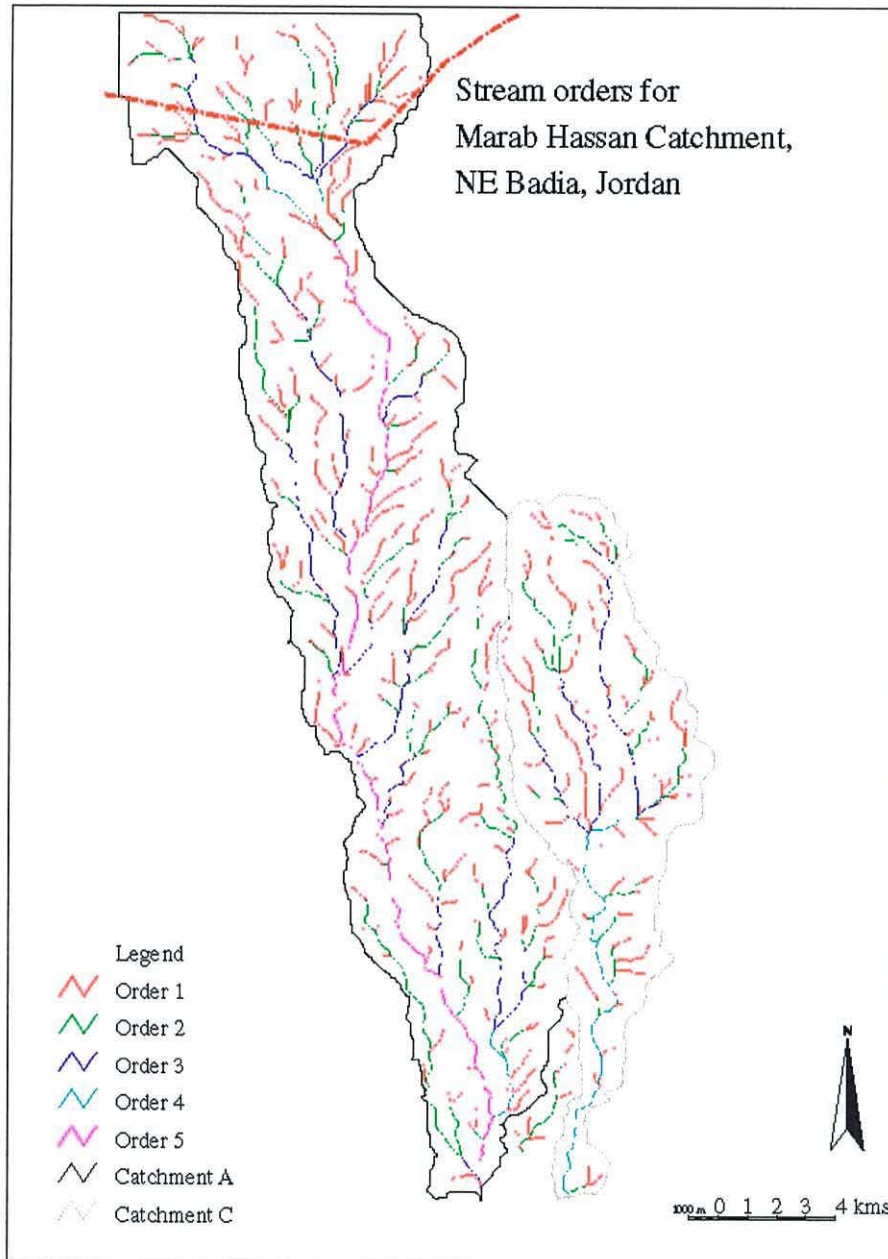 Stream orders for
Marab Hassan Catchment,
NE Badia, Jordan
Legend
Order 1
Order 2
Order 3
Order 4
Order 5
Catchment A
Catchment C
N
1000 m 0 1 2 3 4 kms